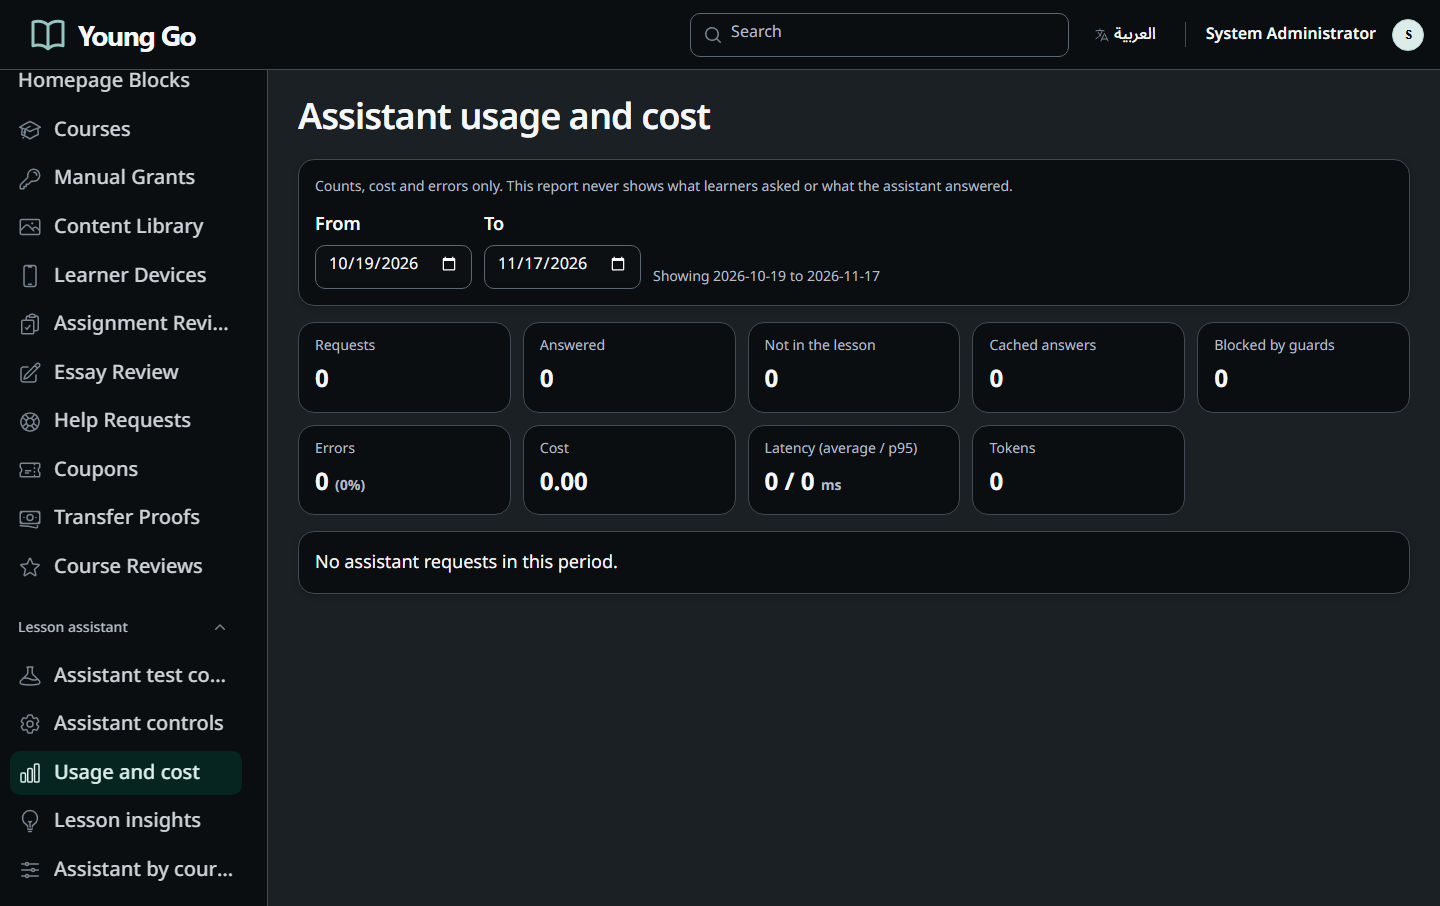 Young Go
Search
العربية
System Administrator
S
Homepage Blocks
Courses
Manual Grants
Content Library
Learner Devices
Assignment Revi...
Essay Review
Help Requests
Coupons
Transfer Proofs
Course Reviews
Lesson assistant
Assistant test co...
Assistant controls
Usage and cost
Lesson insights
Assistant by cour...
Assistant usage and cost
Counts, cost and errors only. This report never shows what learners asked or what the assistant answered.
From To
10/19/2026 11/17/2026 Showing 2026-10-19 to 2026-11-17
Requests Answered Not in the lesson Cached answers Blocked by guards
0 0 0 0 0
Errors Cost Latency (average / p95) Tokens
0 (0%) 0.00 0 / 0 ms 0
No assistant requests in this period.